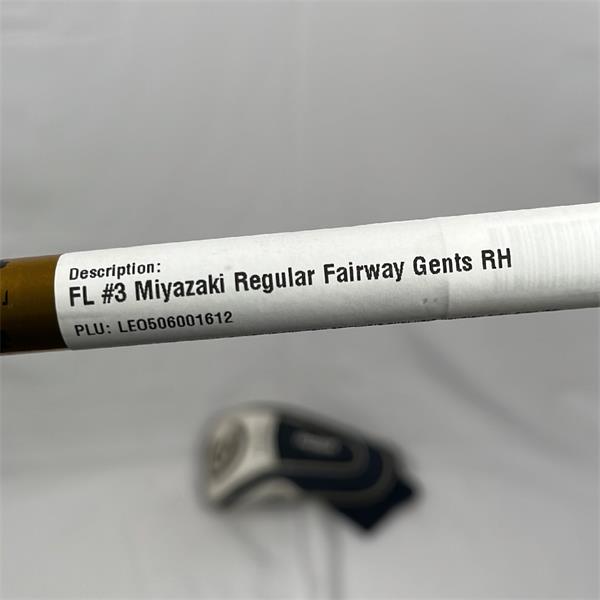 Description:
FL #3 Miyazaki Regular Fairway Gents RH
PLU: LEO506001612